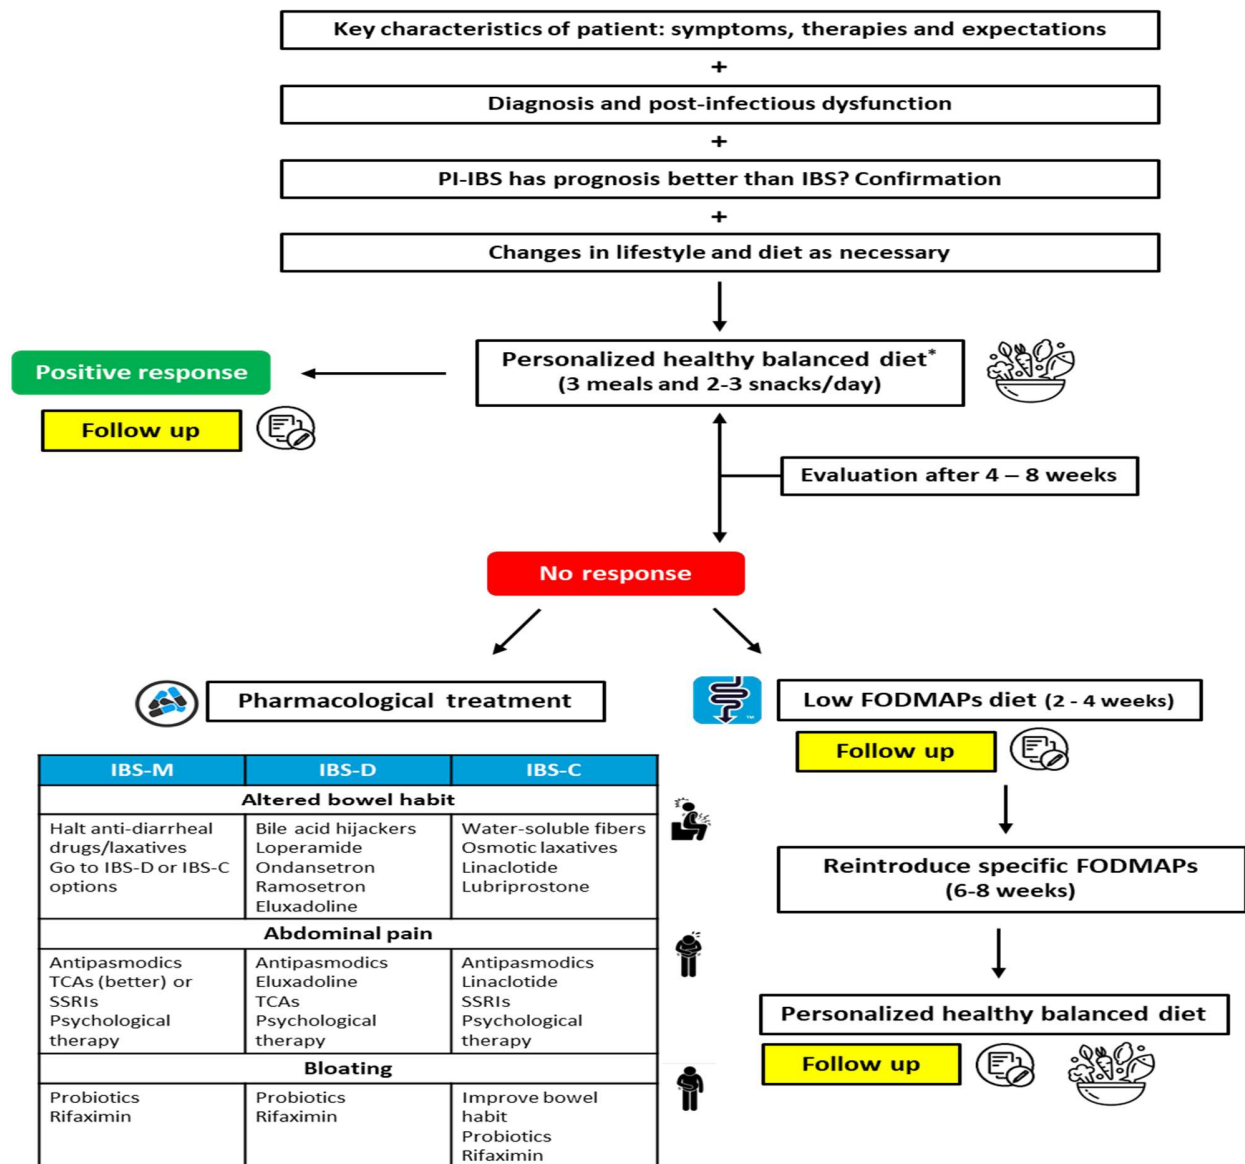 Key characteristics of patient: symptoms, therapies and expectations
+
Diagnosis and post-infectious dysfunction
+
PI-IBS has prognosis better than IBS? Confirmation
+
Changes in lifestyle and diet as necessary
Personalized healthy balanced diet*
(3 meals and 2-3 snacks/day)
Positive response
Follow up
Evaluation after 4 – 8 weeks
No response
Pharmacological treatment
IBS-M IBS-D IBS-C
Altered bowel habit
Halt anti-diarrheal
drugs/laxatives
Go to IBS-D or IBS-C
options
Bile acid hijackers
Loperamide
Ondansetron
Ramosetron
Eluxadoline
Water-soluble fibers
Osmotic laxatives
Linaclotide
Lubriprostone
Abdominal pain
Antipasmodics
TCAs (better) or
SSRIs
Psychological
therapy
Antipasmodics
Eluxadoline
TCAs
Psychological
therapy
Antipasmodics
Linaclotide
SSRIs
Psychological
therapy
Bloating
Probiotics
Rifaximin
Probiotics
Rifaximin
Improve bowel
habit
Probiotics
Rifaximin
Low FODMAPs diet (2 - 4 weeks)
TM
Follow up
Reintroduce specific FODMAPs
(6-8 weeks)
Personalized healthy balanced diet
Follow up